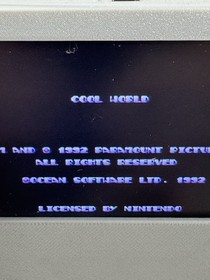 COOL WORLD
AND © 1992 PARAMOUNT
ALL RIGHTS RESERVED
©OCEAN SOFTWARE LTD. 1992
LICENSED BY NINTENDO